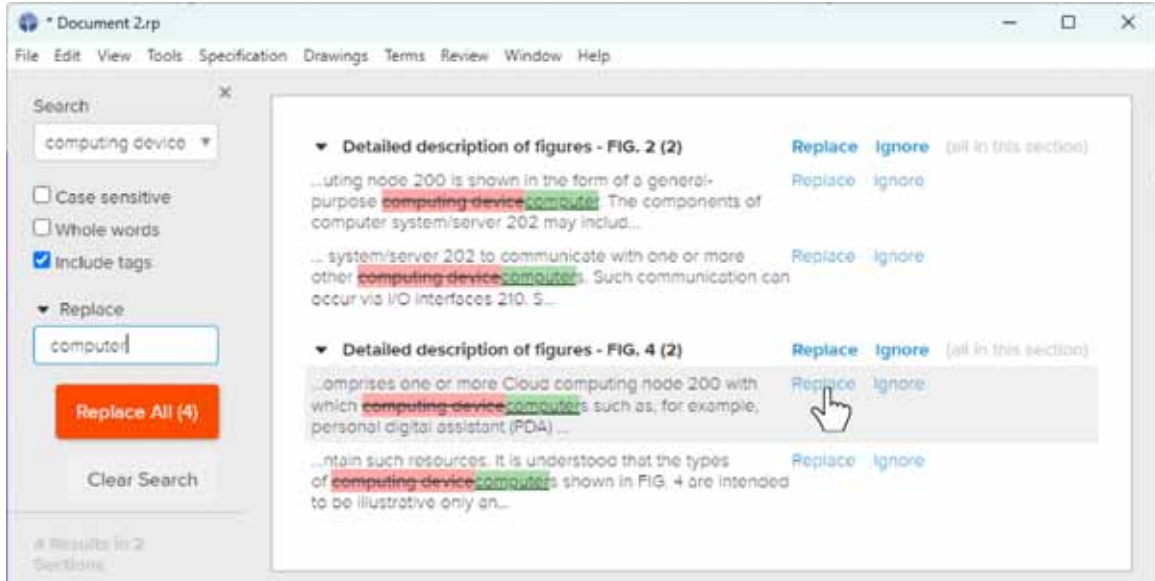 * Document 2.rp
File Edit View Tools Specification Drawings Terms Review Window Help
Search
computing device
Case sensitive
Whole words
Include tags
Replace
computer
Replace All (4)
Clear Search
4 Results in 2
Sections
Detailed description of figures - FIG. 2 (2) Replace Ignore (all in this section)
...uting node 200 is shown in the form of a general- Replace Ignore
purpose computing devicecomputer. The components of
computer system/server 202 may includ...
... system/server 202 to communicate with one or more Replace Ignore
other computing devicecomputers. Such communication can
occur via I/O interfaces 210. S...
Detailed description of figures - FIG. 4 (2) Replace Ignore (all in this section)
...omprises one or more Cloud computing node 200 with Replace Ignore
which computing devicecomputers such as, for example,
personal digital assistant (PDA) ...
...ntain such resources. It is understood that the types Replace Ignore
of computing devicecomputers shown in FIG. 4 are intended
to be illustrative only an...